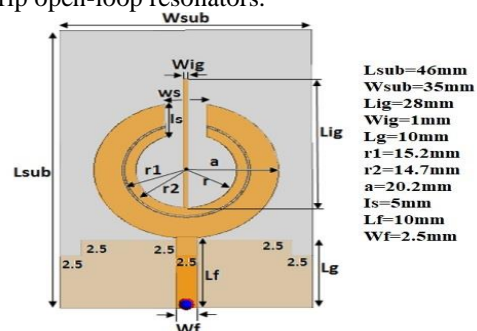 rip open-loop resonators.
Wsub
Wig
ws
Is
Lig
Lsub
r1
a
r2
r
2.5
2.5
2.5
2.5
2.5
2.5
Lf
Lg
Wf
Lsub=46mm
Wsub=35mm
Lig=28mm
Wig=1mm
Lg=10mm
r1=15.2mm
r2=14.7mm
a=20.2mm
Is=5mm
Lf=10mm
Wf=2.5mm